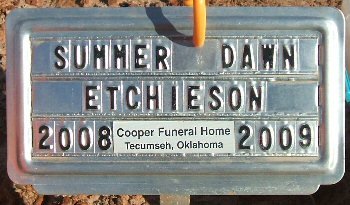 SUMMER DAWN
ETCHIESON
2008 Cooper Funeral Home 2009
Tecumseh, Oklahoma